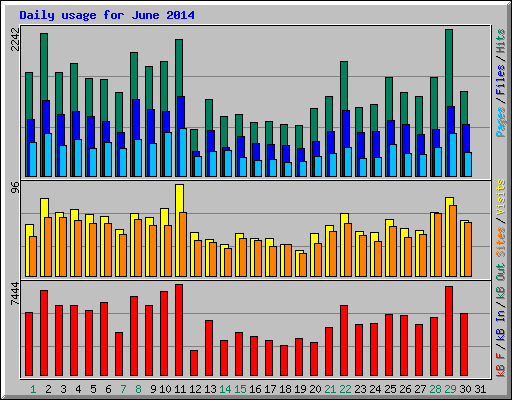 Daily usage for June 2014
2242
Pages / Files / Hits
96
Sites / Visits
7444
kB F / kB In / kB Out
1 2 3 4 5 6 7 8 9 10 11 12 13 14 15 16 17 18 19 20 21 22 23 24 25 26 27 28 29 30 31